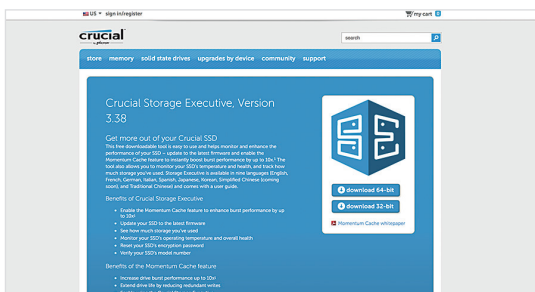 US sign in/register
my cart 0
crucial
by micron
search
store memory solid state drives upgrades by device community support
Crucial Storage Executive, Version
3.38
Get more out of your Crucial SSD
This free downloadable tool is easy to use and helps monitor and enhance the
performance of your SSD – update to the latest firmware and enable the
Momentum Cache feature to instantly boost burst performance by up to 10x.¹ The
tool also allows you to monitor your SSD's temperature and health, and track how
much storage you've used. Storage Executive is available in nine languages (English,
French, German, Italian, Spanish, Japanese, Korean, Simplified Chinese (coming
soon), and Traditional Chinese) and comes with a user guide.
Benefits of Crucial Storage Executive
• Enable the Momentum Cache feature to enhance burst performance by up
to 10x¹
• Update your SSD to the latest firmware
• See how much storage you've used
• Monitor your SSD's operating temperature and overall health
• Reset your SSD's encryption password
• Verify your SSD's model number
Benefits of the Momentum Cache feature
• Increase drive burst performance up to 10x¹
• Extend drive life by reducing redundant writes
download 64-bit
download 32-bit
Momentum Cache whitepaper